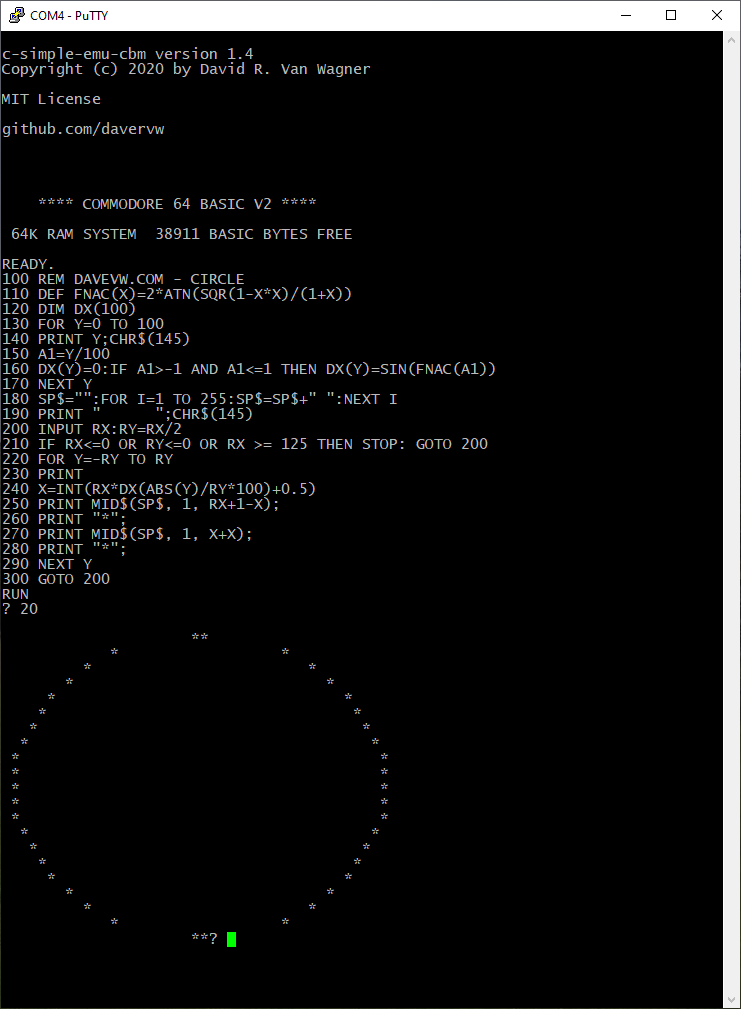 COM4 - PuTTY
c-simple-emu-cbm version 1.4
Copyright (c) 2020 by David R. Van Wagner
MIT License
github.com/davervw
**** COMMODORE 64 BASIC V2 ****
64K RAM SYSTEM  38911 BASIC BYTES FREE
READY.
100 REM DAVEVW.COM - CIRCLE
110 DEF FNAC(X)=2*ATN(SQR(1-X*X)/(1+X))
120 DIM DX(100)
130 FOR Y=0 TO 100
140 PRINT Y;CHR$(145)
150 A1=Y/100
160 DX(Y)=0:IF A1>-1 AND A1<=1 THEN DX(Y)=SIN(FNAC(A1))
170 NEXT Y
180 SP$="":FOR I=1 TO 255:SP$=SP$+" ":NEXT I
190 PRINT "      ";CHR$(145)
200 INPUT RX:RY=RX/2
210 IF RX<=0 OR RY<=0 OR RX >= 125 THEN STOP: GOTO 200
220 FOR Y=-RY TO RY
230 PRINT
240 X=INT(RX*DX(ABS(Y)/RY*100)+0.5)
250 PRINT MID$(SP$, 1, RX+1-X);
260 PRINT "*";
270 PRINT MID$(SP$, 1, X+X);
280 PRINT "*";
290 NEXT Y
300 GOTO 200
RUN
? 20
                     **
            *                  *
         *                        *
       *                            *
     *                                *
    *                                  *
   *                                    *
  *                                      *
 *                                        *
 *                                        *
 *                                        *
 *                                        *
 *                                        *
  *                                      *
   *                                    *
    *                                  *
     *                                *
       *                            *
         *                        *
            *                  *
                     **?